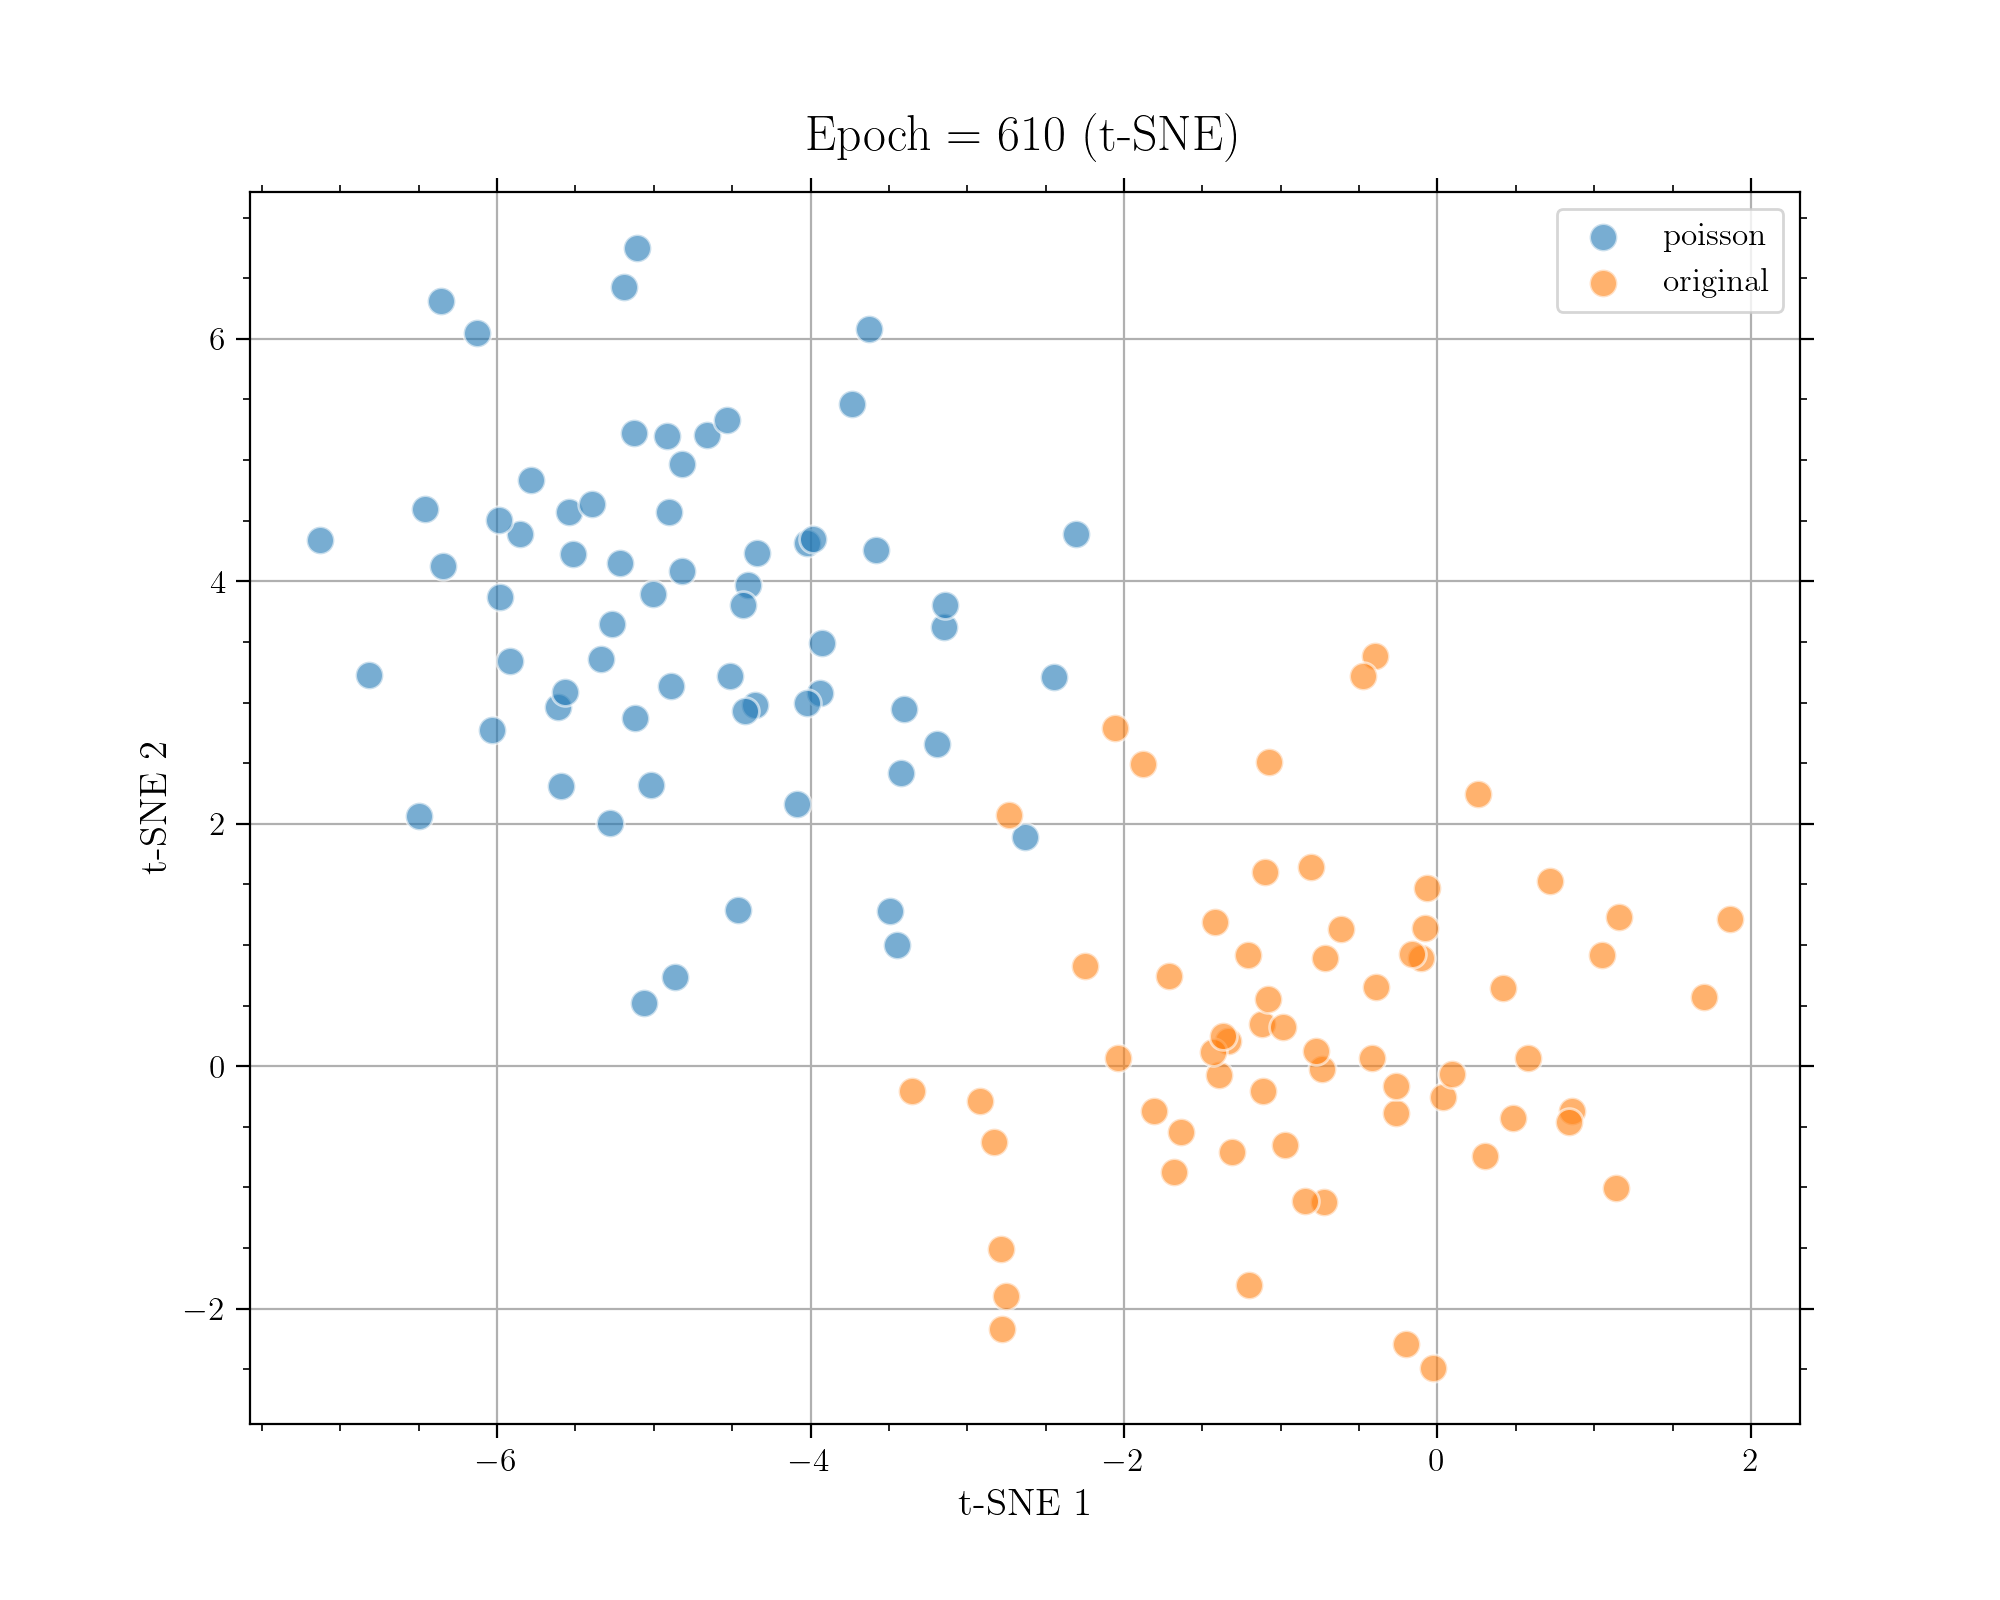 Epoch = 610 (t-SNE)
poisson
original
6
4
2
0
−2
t-SNE 2
−6
−4
−2
0
2
t-SNE 1